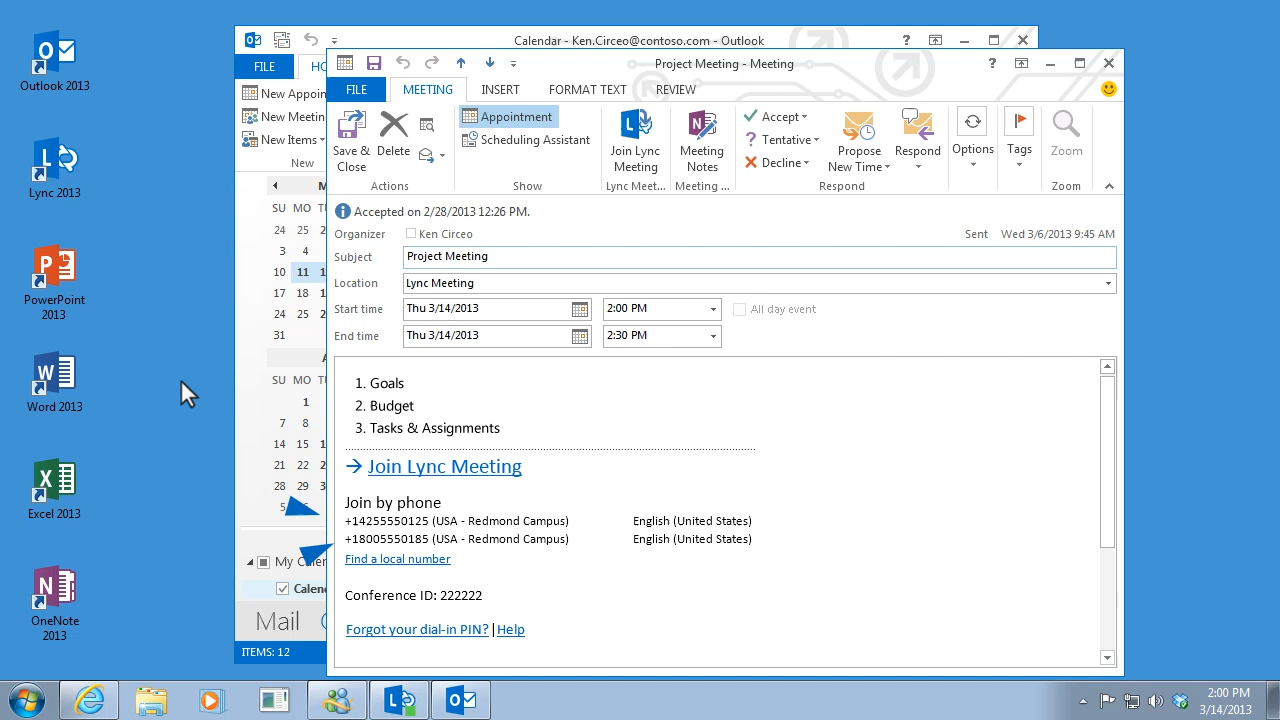 Outlook 2013
Lync 2013
PowerPoint 2013
Word 2013
Excel 2013
OneNote 2013
Calendar - Ken.Circeo@contoso.com - Outlook
FILE HO
New Appoin
New Meetin
New Items
New
SU MO TU
24 25
3 4
10 11
17 18
24 25
31
SU MO TU
1
7 8
14 15
21 22
28 29
5
My Calen
Calend
Mail
ITEMS: 12
Project Meeting - Meeting
FILE MEETING INSERT FORMAT TEXT REVIEW
Save & Close
Delete
Actions
Appointment
Scheduling Assistant
Show
Join Lync Meeting
Lync Meet...
Meeting Notes
Meeting ...
Accept
Tentative
Decline
Propose New Time
Respond
Respond
Options
Tags
Zoom
Zoom
Accepted on 2/28/2013 12:26 PM.
Organizer Ken Circeo Sent Wed 3/6/2013 9:45 AM
Subject Project Meeting
Location Lync Meeting
Start time Thu 3/14/2013 2:00 PM All day event
End time Thu 3/14/2013 2:30 PM
1. Goals
2. Budget
3. Tasks & Assignments
Join Lync Meeting
Join by phone
+14255550125 (USA - Redmond Campus) English (United States)
+18005550185 (USA - Redmond Campus) English (United States)
Find a local number
Conference ID: 222222
Forgot your dial-in PIN? | Help
2:00 PM
3/14/2013